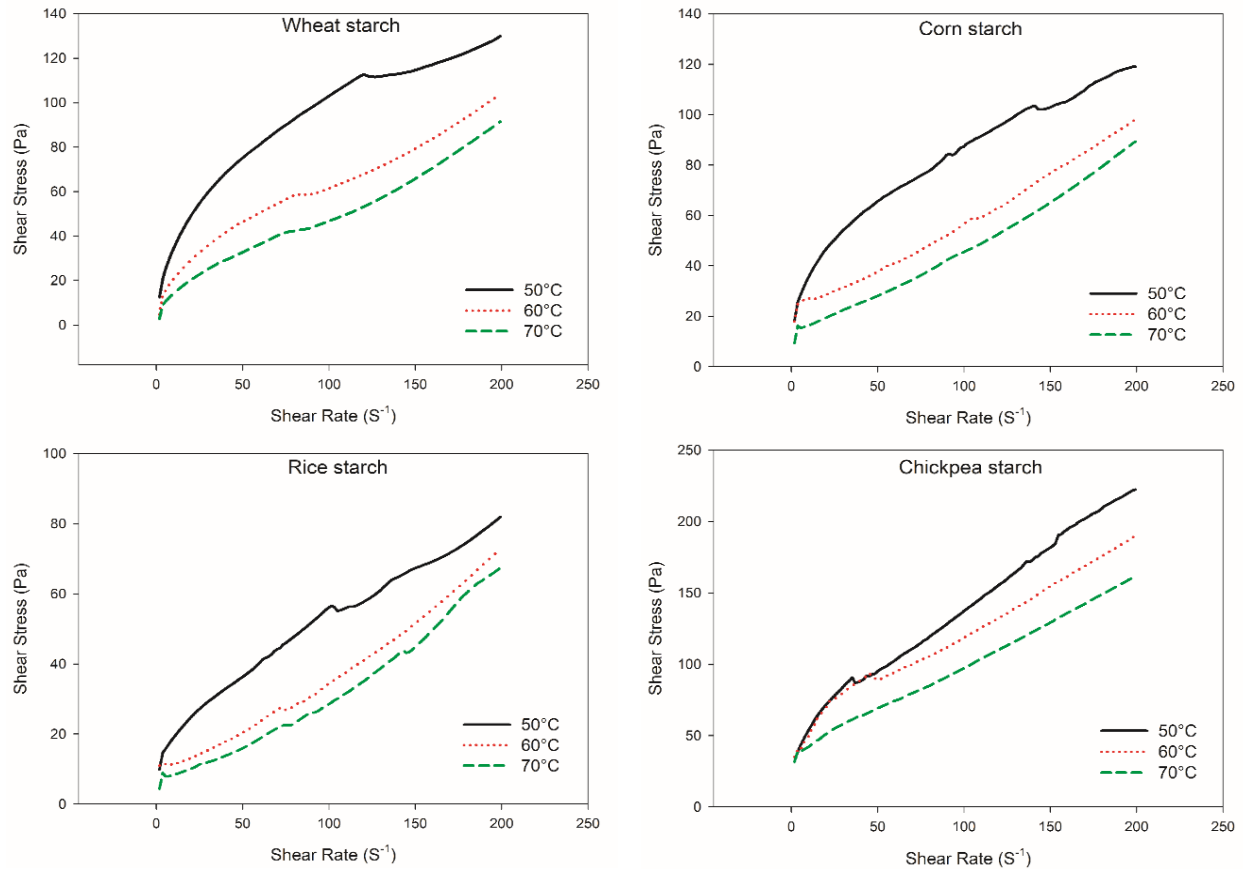 Wheat starch
140
120
100
80
60
40
20
0
Shear Stress (Pa)
50°C
60°C
70°C
0 50 100 150 200 250
Shear Rate (S⁻¹)
Corn starch
140
120
100
80
60
40
20
0
Shear Stress (Pa)
50°C
60°C
70°C
0 50 100 150 200 250
Shear Rate (S⁻¹)
Rice starch
100
80
60
40
20
0
Shear Stress (Pa)
50°C
60°C
70°C
0 50 100 150 200 250
Shear Rate (S⁻¹)
Chickpea starch
250
200
150
100
50
0
Shear Stress (Pa)
50°C
60°C
70°C
0 50 100 150 200 250
Shear Rate (S⁻¹)